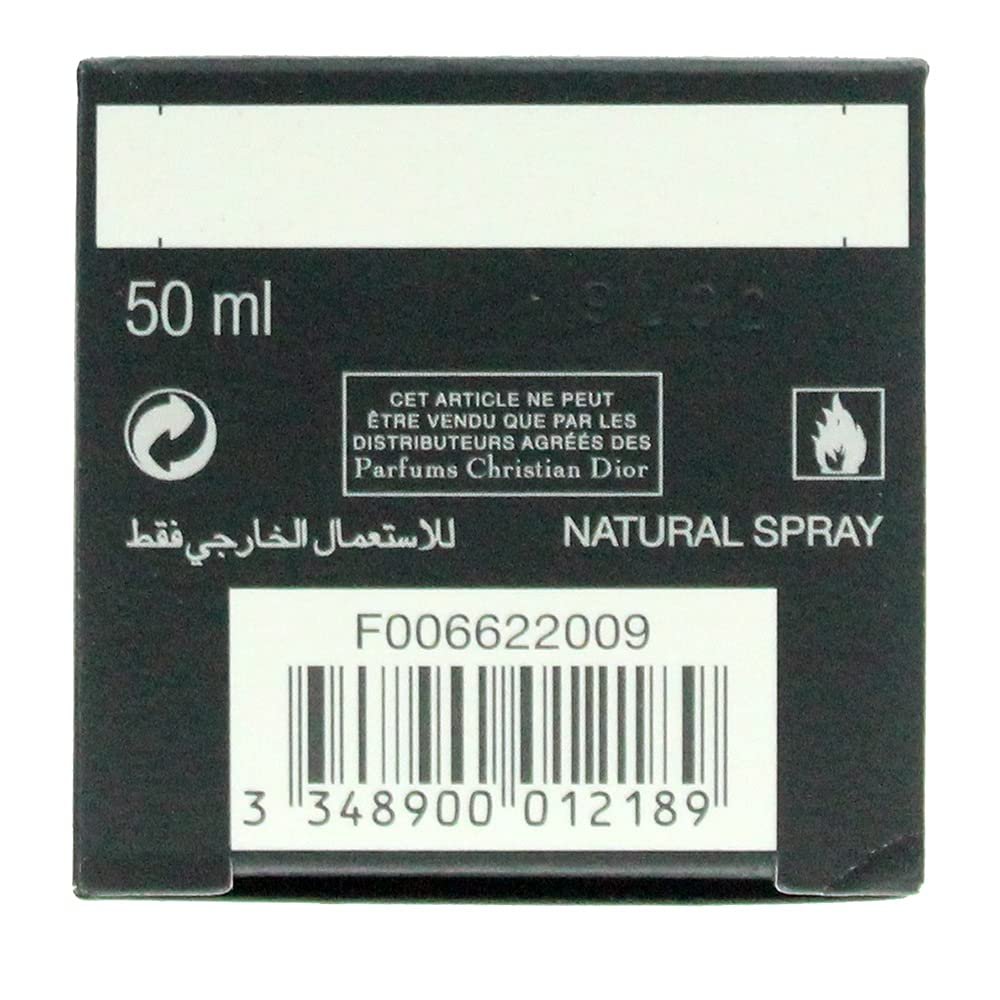 50 ml
CET ARTICLE NE PEUT
ÊTRE VENDU QUE PAR LES
DISTRIBUTEURS AGRÉÉS DES
Parfums Christian Dior
للاستعمال الخارجي فقط
NATURAL SPRAY
F006622009
3 348900 012189